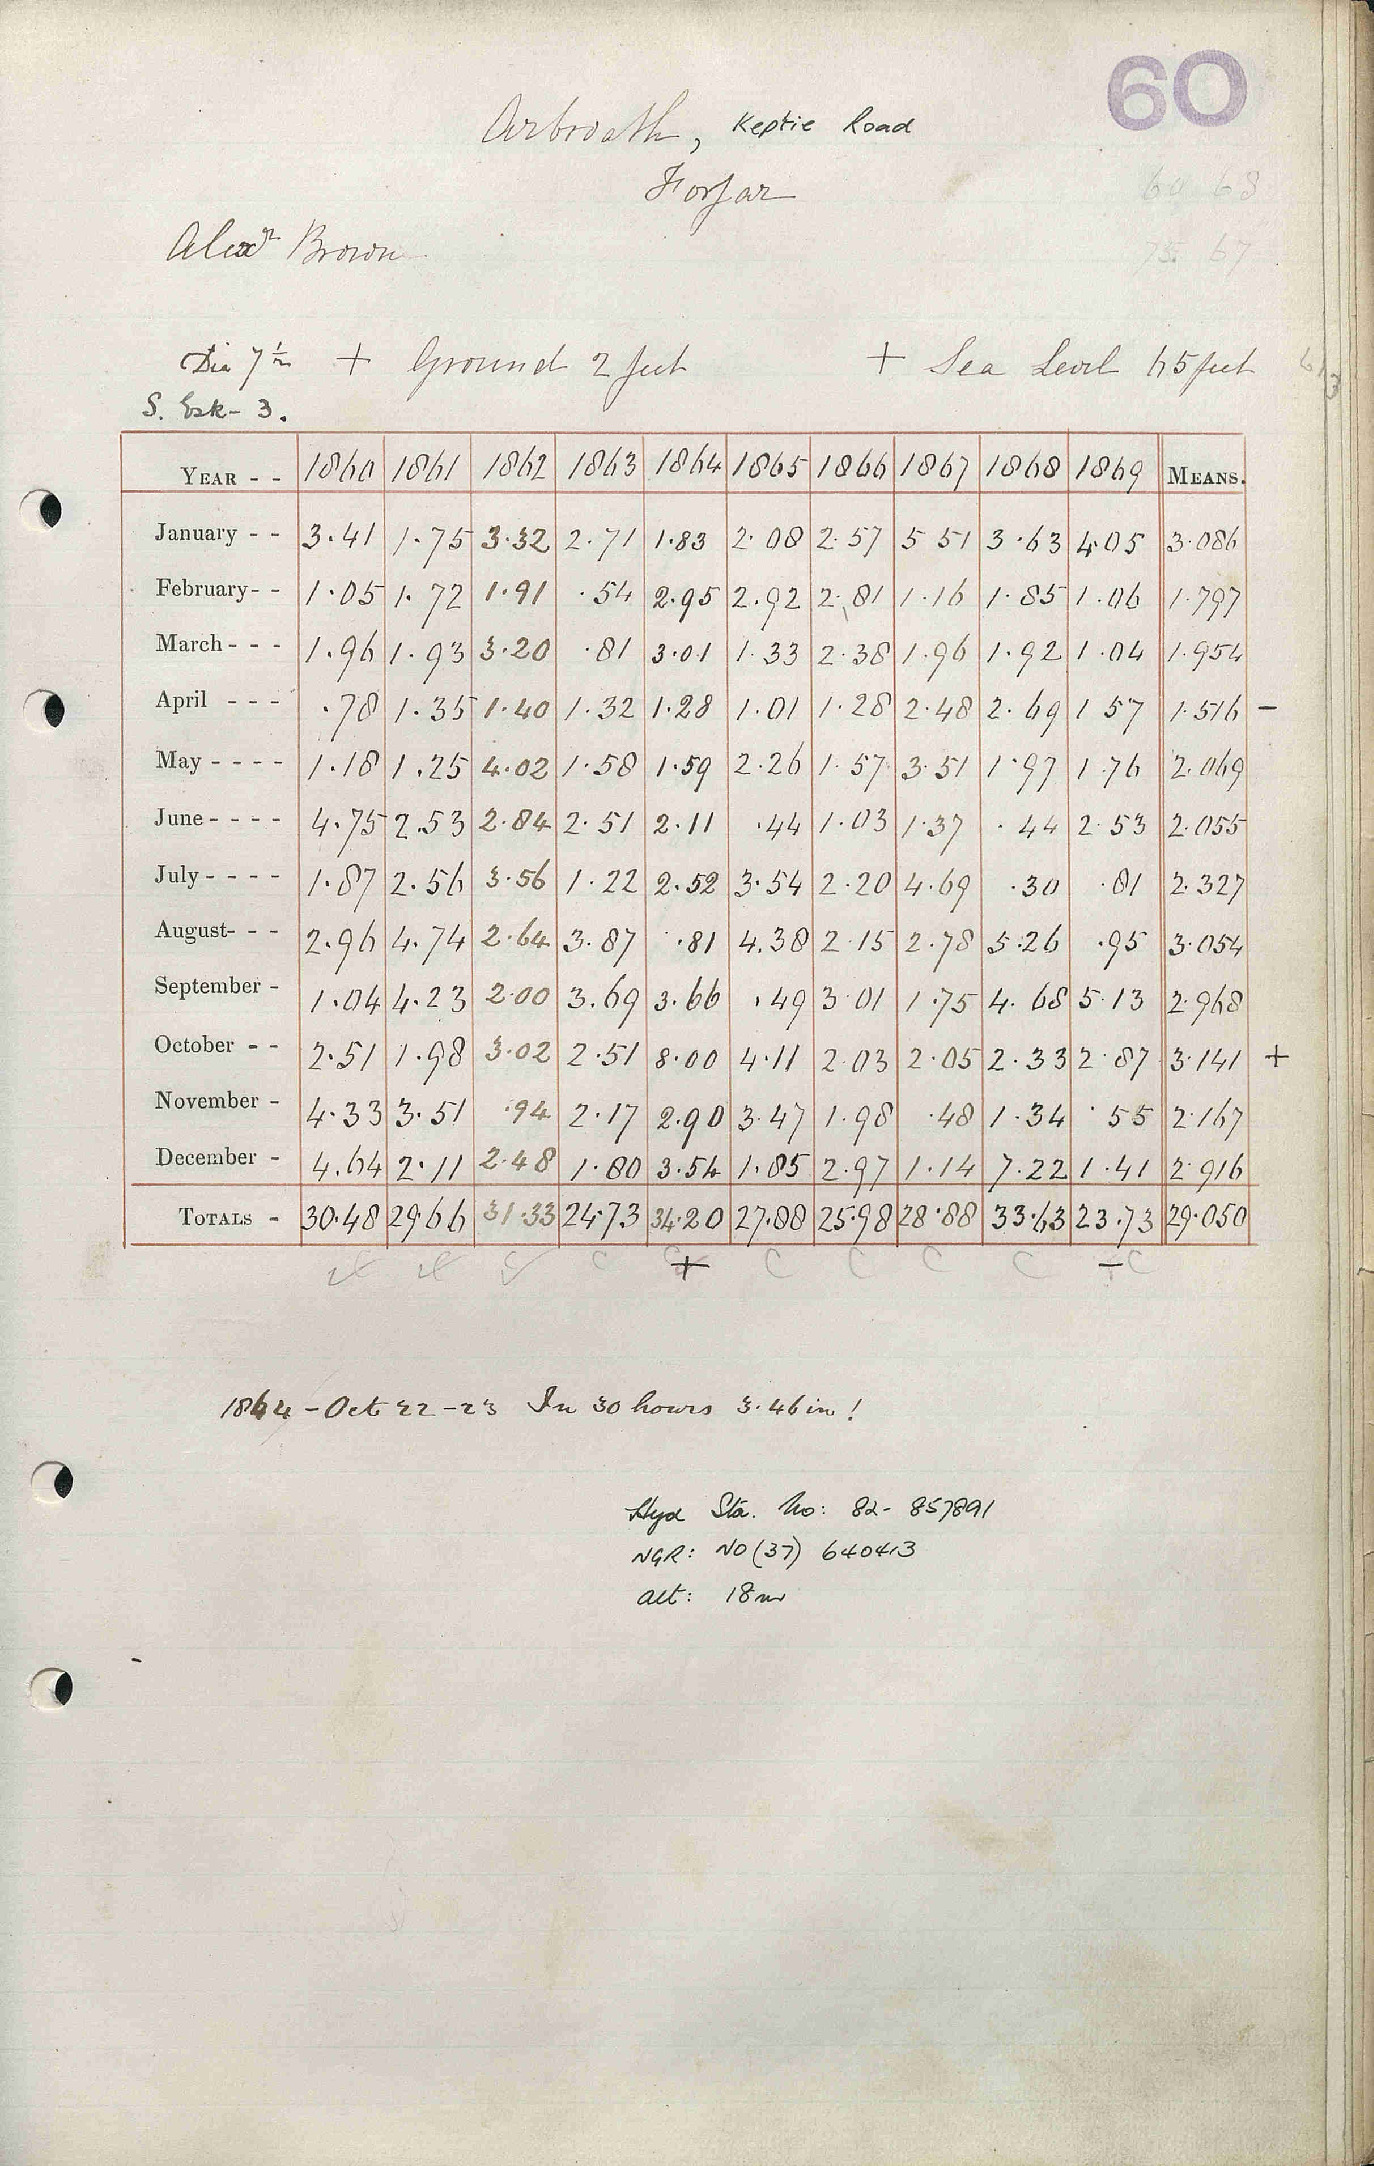 60
Arbroath, Keptie Road
Forfar
60 68
Alexr Brown
75 67
Dia 7½ + Ground 2 feet + Sea Level 65 feet
S. Esk - 3.
YEAR - - 1860 1861 1862 1863 1864 1865 1866 1867 1868 1869 MEANS.
January - - 3.41 1.75 3.32 2.71 1.83 2.08 2.57 5 51 3.63 4.05 3.086
February - - 1.05 1.72 1.91 .54 2.95 2.92 2.81 1.16 1.85 1.06 1.797
March - - - 1.96 1.93 3.20 .81 3.01 1.33 2.38 1.96 1.92 1.04 1.954
April - - - .78 1.35 1.40 1.32 1.28 1.01 1.28 2.48 2.69 1 57 1.516 -
May - - - - 1.18 1.25 4.02 1.58 1.59 2.26 1.57 3.51 1.97 1.76 2.069
June - - - - 4.75 2.53 2.84 2.51 2.11 .44 1.03 1.37 .44 2 53 2.055
July - - - - 1.87 2.56 3.56 1.22 2.52 3.54 2.20 4.69 .30 .81 2.327
August - - - 2.96 4.74 2.64 3.87 .81 4.38 2.15 2.78 5.26 .95 3.054
September - 1.04 4.23 2.00 3.69 3.66 .49 3 01 1.75 4.68 5.13 2.968
October - - 2.51 1.98 3.02 2.51 8.00 4.11 2.03 2.05 2.33 2.87 3.141 +
November - 4.33 3.51 .94 2.17 2.90 3.47 1.98 .48 1.34 .55 2.167
December - 4.64 2.11 2.48 1.80 3.54 1.85 2.97 1.14 7.22 1.41 2.916
TOTALS - 30.48 29.66 31.33 24.73 34.20 27.88 25.98 28.88 33.63 23.73 29.050
C + C C C C - C
1864 - Oct 22-23 In 30 hours 3.46 in!
Hyd Sta. No: 82- 857891
NGR: NO (37) 640413
alt: 18m